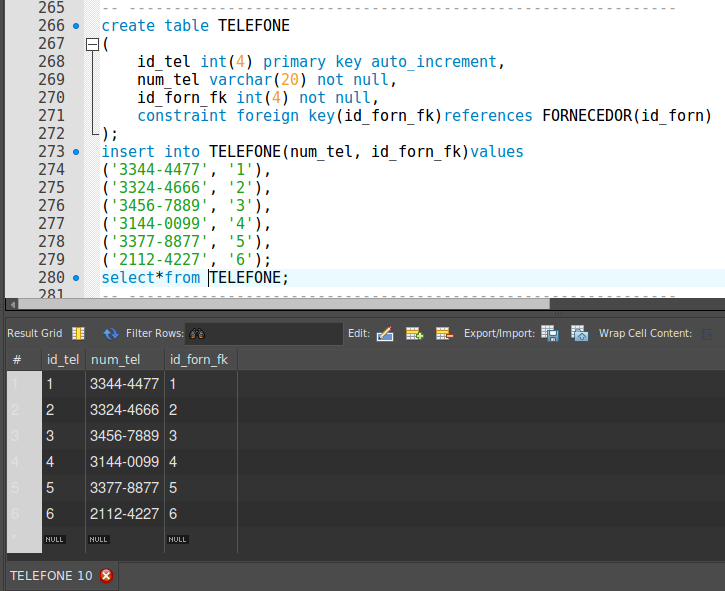 265 -- -------------------------------------------------------------
266 create table TELEFONE
267 (
268 id_tel int(4) primary key auto_increment,
269 num_tel varchar(20) not null,
270 id_forn_fk int(4) not null,
271 constraint foreign key(id_forn_fk)references FORNECEDOR(id_forn)
272 );
273 insert into TELEFONE(num_tel, id_forn_fk)values
274 ('3344-4477', '1'),
275 ('3324-4666', '2'),
276 ('3456-7889', '3'),
277 ('3144-0099', '4'),
278 ('3377-8877', '5'),
279 ('2112-4227', '6');
280 select*from TELEFONE;
281 -- -------------------------------------------------------------
Result Grid Filter Rows: Edit: Export/Import: Wrap Cell Content:
# id_tel num_tel id_forn_fk
1 1 3344-4477 1
2 2 3324-4666 2
3 3 3456-7889 3
4 4 3144-0099 4
5 5 3377-8877 5
6 6 2112-4227 6
* NULL NULL NULL
TELEFONE 10